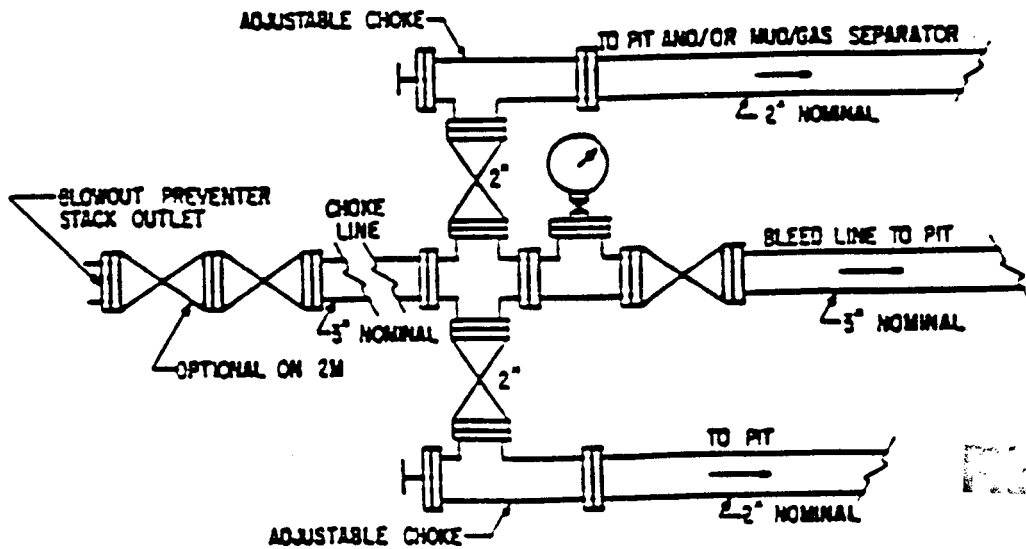 ADJUSTABLE CHOKE
TO PIT AND/OR MUD/GAS SEPARATOR
2" NOMINAL
2"
BLOWOUT PREVENTER
STACK OUTLET
CHOKE
LINE
BLEED LINE TO PIT
3" NOMINAL
3" NOMINAL
OPTIONAL ON 2M
2"
TO PIT
2" NOMINAL
ADJUSTABLE CHOKE